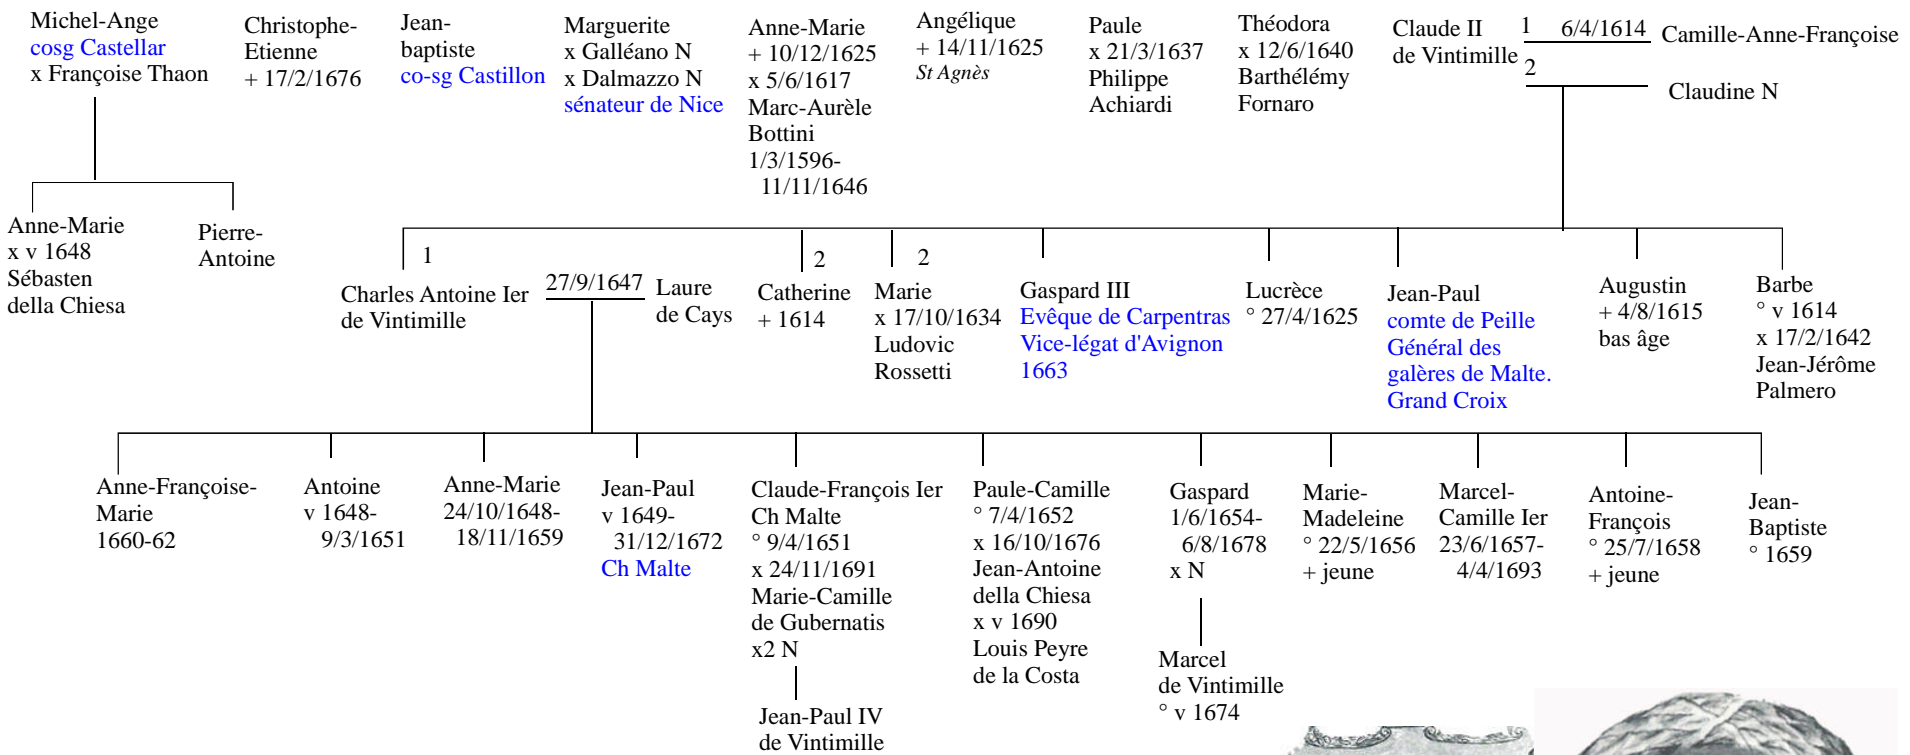 Michel-Ange
cosg Castellar
x Françoise Thaon
Christophe-
Etienne
+ 17/2/1676
Jean-
baptiste
co-sg Castillon
Marguerite
x Galléano N
x Dalmazzo N
sénateur de Nice
Anne-Marie
+ 10/12/1625
x 5/6/1617
Marc-Aurèle
Bottini
1/3/1596-
11/11/1646
Angélique
+ 14/11/1625
St Agnès
Paule
x 21/3/1637
Philippe
Achiardi
Théodora
x 12/6/1640
Barthélémy
Fornaro
Claude II
de Vintimille
1
6/4/1614
Camille-Anne-Françoise
2
Claudine N
Anne-Marie
x v 1648
Sébasten
della Chiesa
Pierre-
Antoine
1
Charles Antoine Ier
de Vintimille
27/9/1647
Laure
de Cays
2
Catherine
+ 1614
2
Marie
x 17/10/1634
Ludovic
Rossetti
Gaspard III
Evêque de Carpentras
Vice-légat d'Avignon
1663
Lucrèce
° 27/4/1625
Jean-Paul
comte de Peille
Général des
galères de Malte.
Grand Croix
Augustin
+ 4/8/1615
bas âge
Barbe
° v 1614
x 17/2/1642
Jean-Jérôme
Palmero
Anne-Françoise-
Marie
1660-62
Antoine
v 1648-
9/3/1651
Anne-Marie
24/10/1648-
18/11/1659
Jean-Paul
v 1649-
31/12/1672
Ch Malte
Claude-François Ier
Ch Malte
° 9/4/1651
x 24/11/1691
Marie-Camille
de Gubernatis
x2 N
Jean-Paul IV
de Vintimille
Paule-Camille
° 7/4/1652
x 16/10/1676
Jean-Antoine
della Chiesa
x v 1690
Louis Peyre
de la Costa
Gaspard
1/6/1654-
6/8/1678
x N
Marcel
de Vintimille
° v 1674
Marie-
Madeleine
° 22/5/1656
+ jeune
Marcel-
Camille Ier
23/6/1657-
4/4/1693
Antoine-
François
° 25/7/1658
+ jeune
Jean-
Baptiste
° 1659